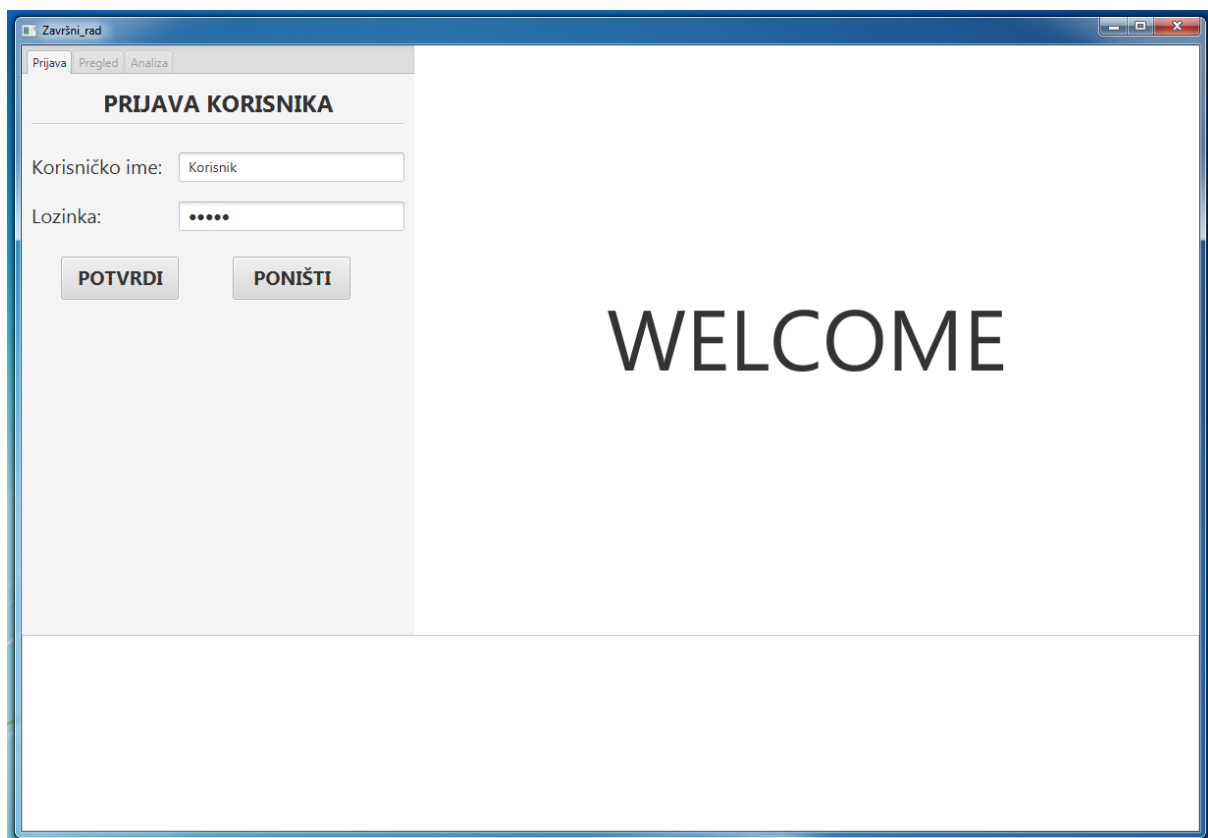 Završni_rad
Prijava Pregled Analiza
PRIJAVA KORISNIKA
Korisničko ime: Korisnik
Lozinka: •••••
POTVRDI PONIŠTI
WELCOME